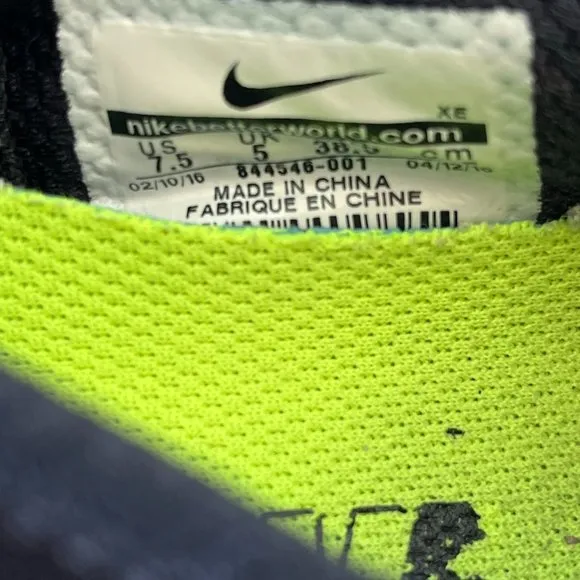 XE
nikebetterworld.com
US UK cm
7.5 5 38.5
02/10/16 844546-001 04/12/16
MADE IN CHINA
FABRIQUE EN CHINE